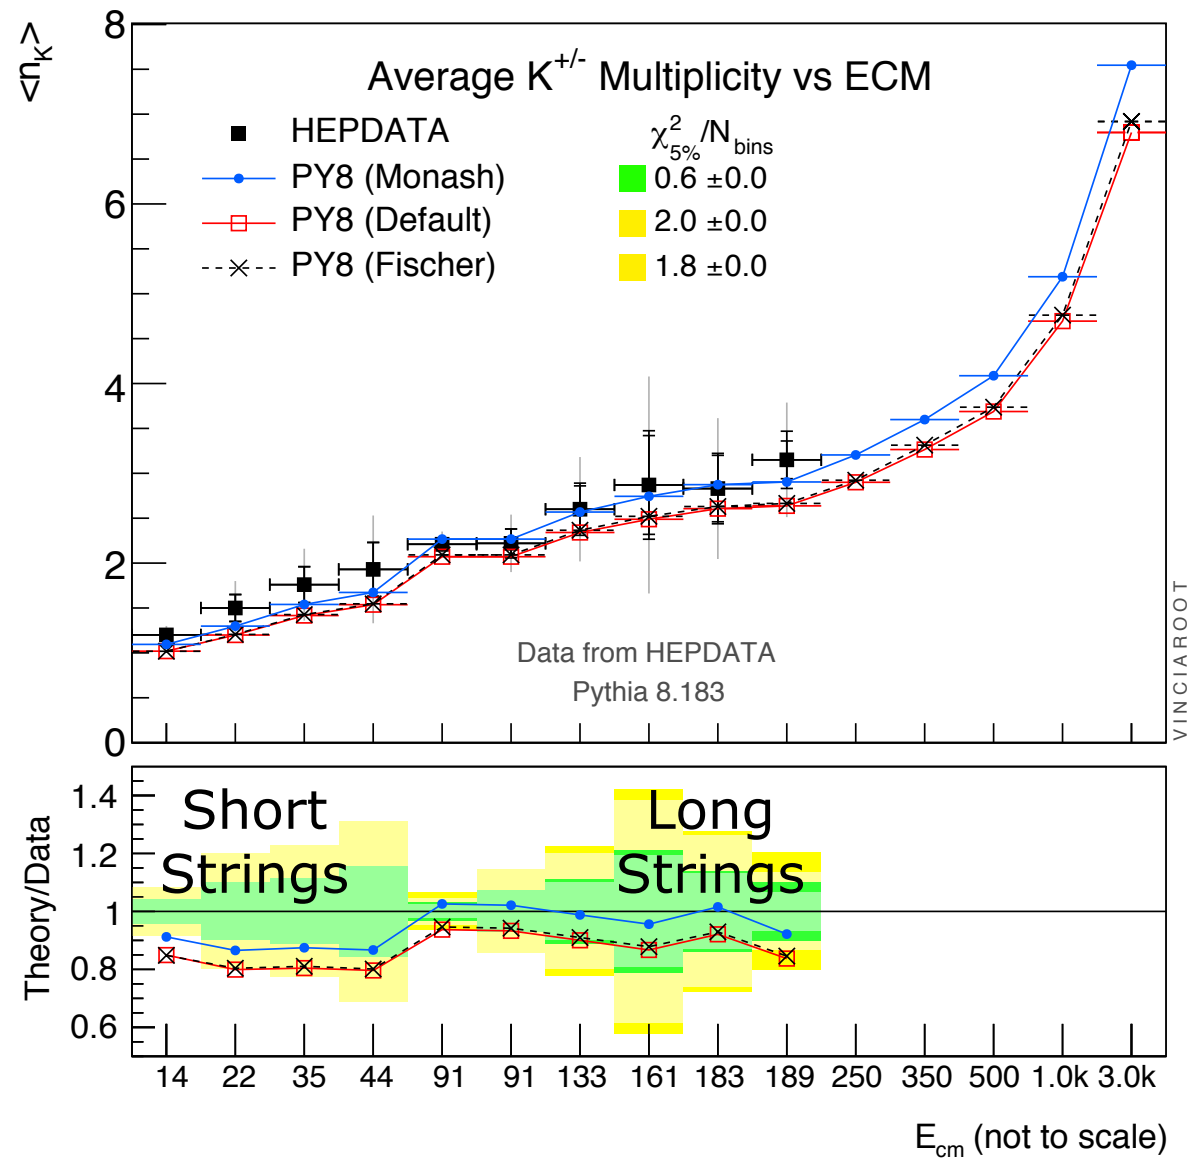 <n_K>
8
6
4
2
0
Average K^+/- Multiplicity vs ECM
HEPDATA
χ²_5%/N_bins
PY8 (Monash) 0.6 ±0.0
PY8 (Default) 2.0 ±0.0
PY8 (Fischer) 1.8 ±0.0
Data from HEPDATA
Pythia 8.183
VINCIAROOT
Theory/Data
1.4
1.2
1
0.8
0.6
Short
Strings
Long
Strings
14 22 35 44 91 91 133 161 183 189 250 350 500 1.0k 3.0k
E_cm (not to scale)